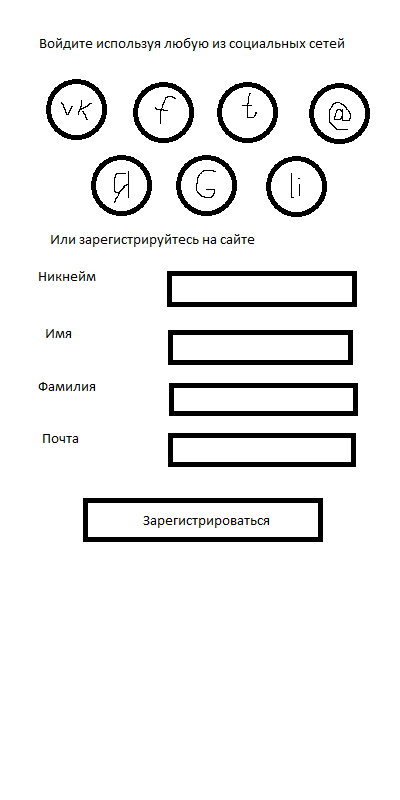 Войдите используя любую из социальных сетей
vk f t @
Я G li
Или зарегистрируйтесь на сайте
Никнейм
Имя
Фамилия
Почта
Зарегистрироваться